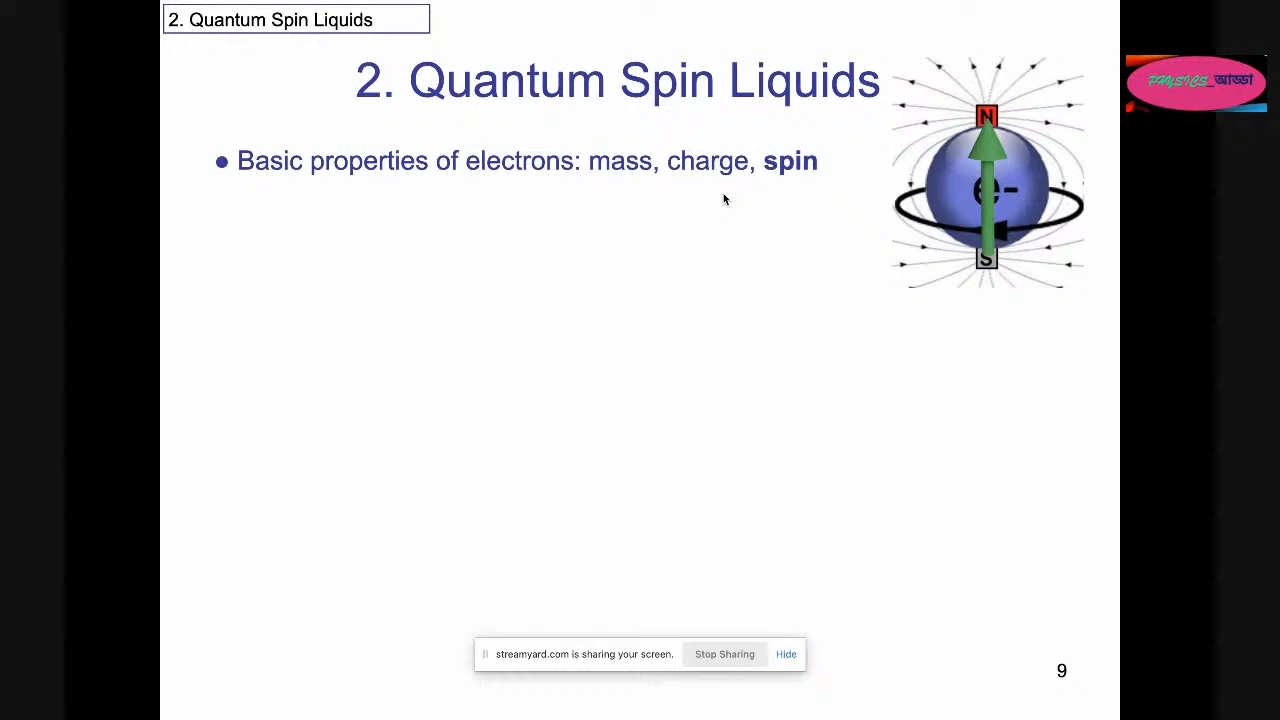 2. Quantum Spin Liquids
2. Quantum Spin Liquids
PHYSICS_আড্ডা
N
● Basic properties of electrons: mass, charge, spin
e-
S
streamyard.com is sharing your screen. Stop Sharing Hide
9